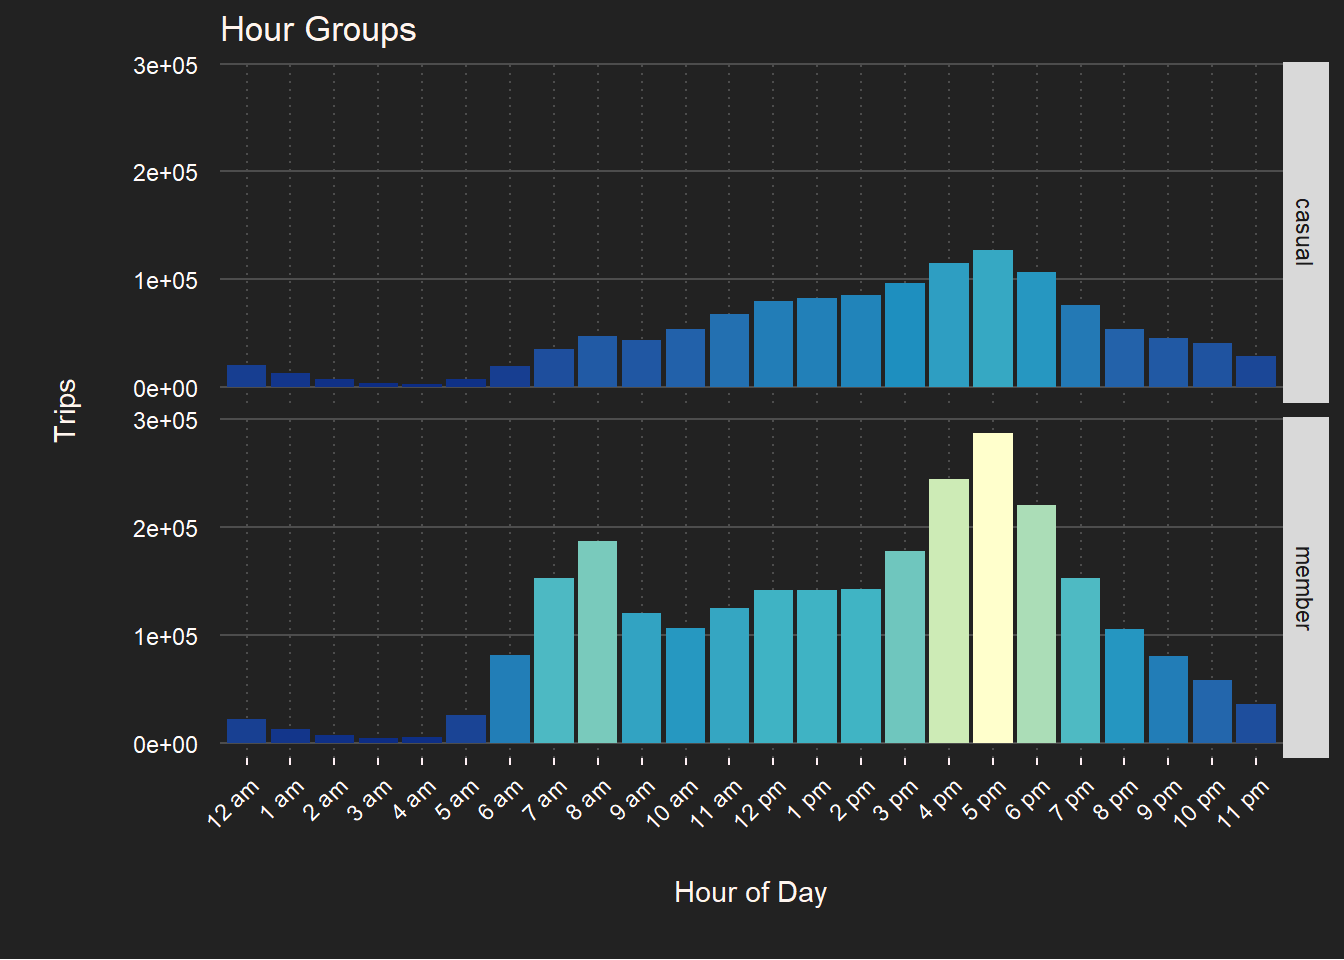 Hour Groups
3e+05
2e+05
1e+05
0e+00
casual
3e+05
2e+05
1e+05
0e+00
member
Trips
12 am
1 am
2 am
3 am
4 am
5 am
6 am
7 am
8 am
9 am
10 am
11 am
12 pm
1 pm
2 pm
3 pm
4 pm
5 pm
6 pm
7 pm
8 pm
9 pm
10 pm
11 pm
Hour of Day